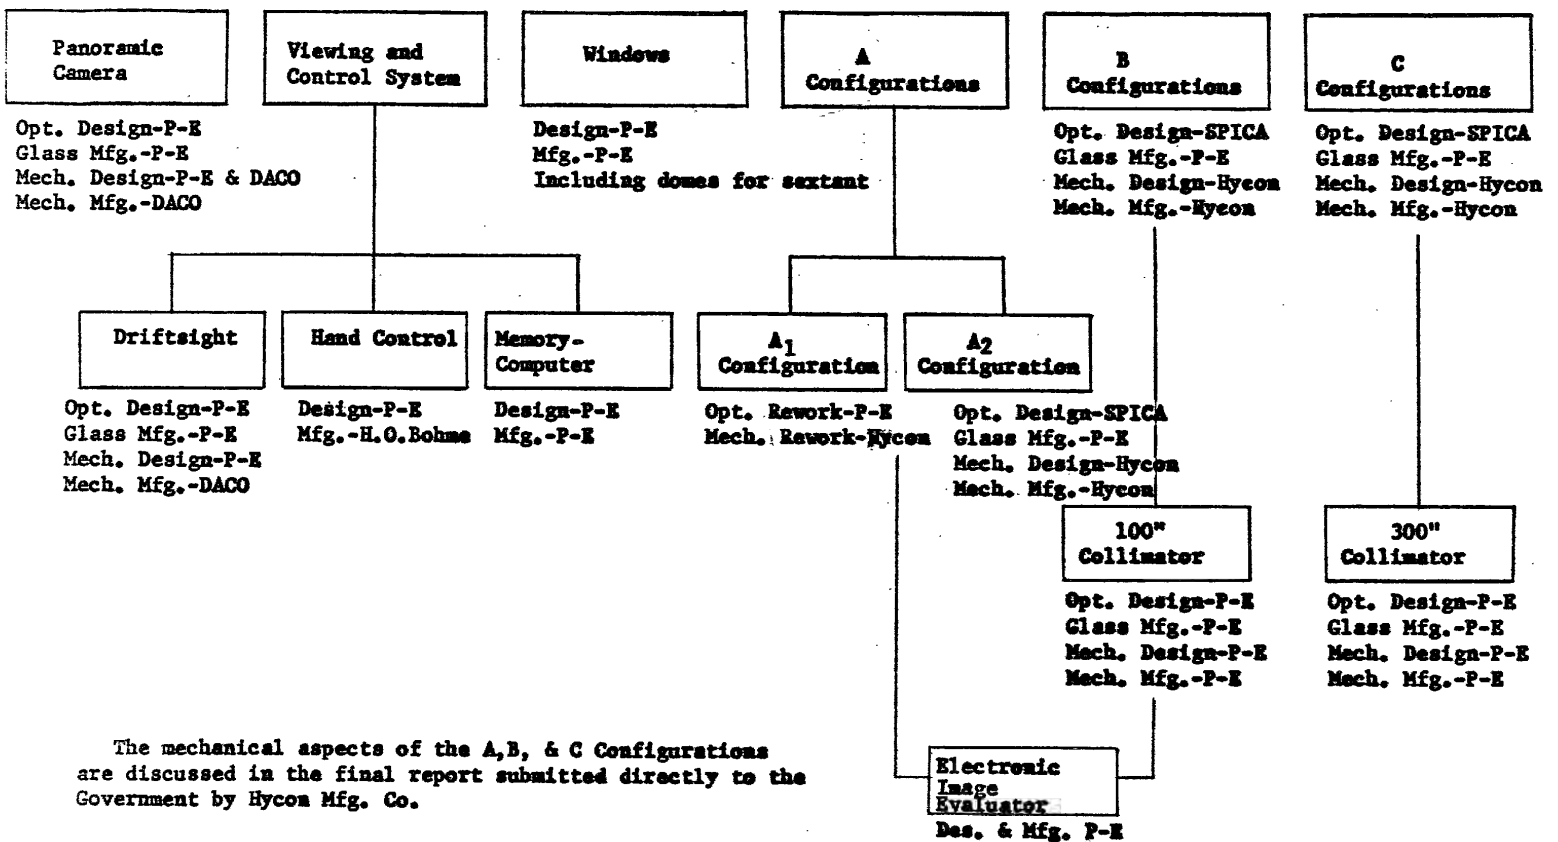 Panoramic
Camera
Opt. Design-P-E
Glass Mfg.-P-E
Mech. Design-P-E & DACO
Mech. Mfg.-DACO
Viewing and
Control System
Windows
Design-P-E
Mfg.-P-E
Including domes for sextant
A
Configurations
B
Configurations
Opt. Design-SPICA
Glass Mfg.-P-E
Mech. Design-Hycon
Mech. Mfg.-Hycon
C
Configurations
Opt. Design-SPICA
Glass Mfg.-P-E
Mech. Design-Hycon
Mech. Mfg.-Hycon
Driftsight
Opt. Design-P-E
Glass Mfg.-P-E
Mech. Design-P-E
Mech. Mfg.-DACO
Hand Control
Design-P-E
Mfg.-H.O.Bohme
Memory-
Computer
Design-P-E
Mfg.-P-E
A1
Configuration
Opt. Rework-P-E
Mech. Rework-Hycon
A2
Configuration
Opt. Design-SPICA
Glass Mfg.-P-E
Mech. Design-Hycon
Mech. Mfg.-Hycon
100"
Collimator
Opt. Design-P-E
Glass Mfg.-P-E
Mech. Design-P-E
Mech. Mfg.-P-E
300"
Collimator
Opt. Design-P-E
Glass Mfg.-P-E
Mech. Design-P-E
Mech. Mfg.-P-E
Electronic
Image
Evaluator
Des. & Mfg. P-E
The mechanical aspects of the A,B, & C Configurations
are discussed in the final report submitted directly to the
Government by Hycon Mfg. Co.